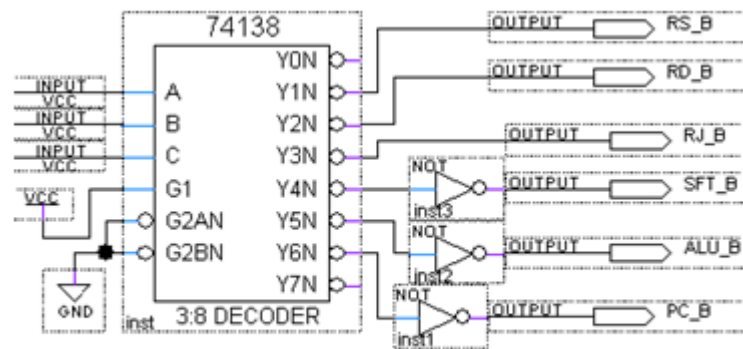 74138
INPUT
VCC
INPUT
VCC
INPUT
VCC
VCC
GND
A
B
C
G1
G2AN
G2BN
Y0N
Y1N
Y2N
Y3N
Y4N
Y5N
Y6N
Y7N
inst
3:8 DECODER
OUTPUT
RS_B
OUTPUT
RD_B
OUTPUT
RJ_B
NOT
inst3
OUTPUT
SFT_B
NOT
inst2
OUTPUT
ALU_B
NOT
inst1
OUTPUT
PC_B